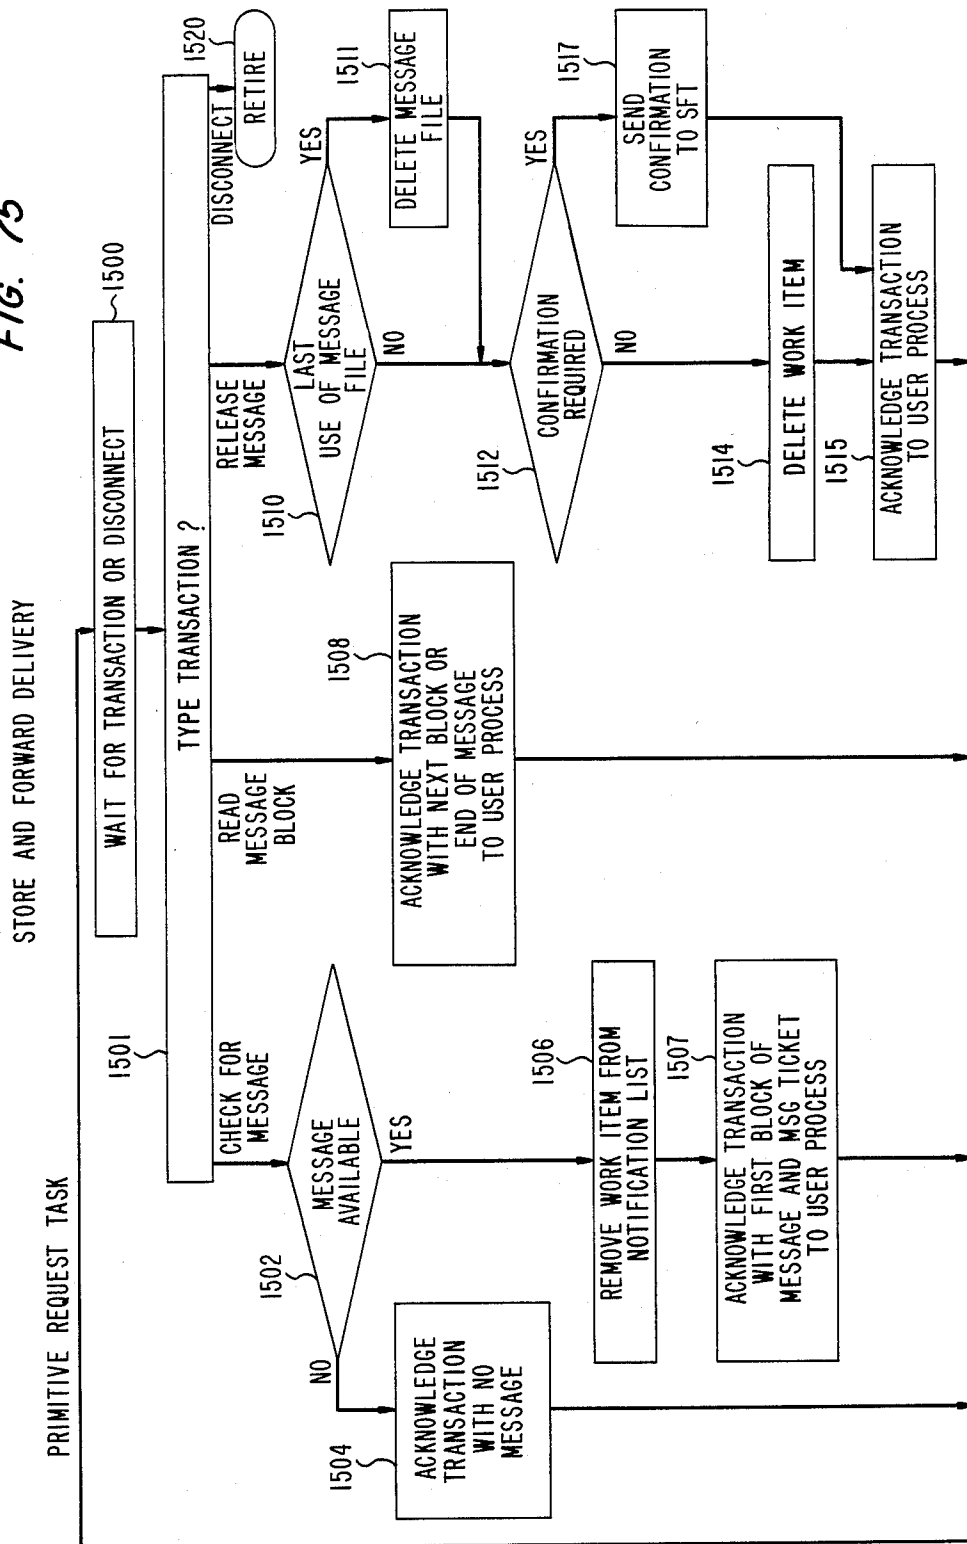 FIG. 75
STORE AND FORWARD DELIVERY
PRIMITIVE REQUEST TASK
WAIT FOR TRANSACTION OR DISCONNECT
1500
1501
TYPE TRANSACTION ?
CHECK FOR
MESSAGE
READ
MESSAGE
BLOCK
RELEASE
MESSAGE
DISCONNECT
1520
RETIRE
1502
MESSAGE
AVAILABLE
NO
YES
1504
ACKNOWLEDGE
TRANSACTION
WITH NO
MESSAGE
1506
REMOVE WORK ITEM FROM
NOTIFICATION LIST
1507
ACKNOWLEDGE TRANSACTION
WITH FIRST BLOCK OF
MESSAGE AND MSG TICKET
TO USER PROCESS
1508
ACKNOWLEDGE TRANSACTION
WITH NEXT BLOCK OR
END OF MESSAGE
TO USER PROCESS
1510
LAST
USE OF MESSAGE
FILE
YES
NO
1511
DELETE MESSAGE
FILE
1512
CONFIRMATION
REQUIRED
YES
NO
1517
SEND
CONFIRMATION
TO SFT
1514
DELETE WORK ITEM
1515
ACKNOWLEDGE TRANSACTION
TO USER PROCESS